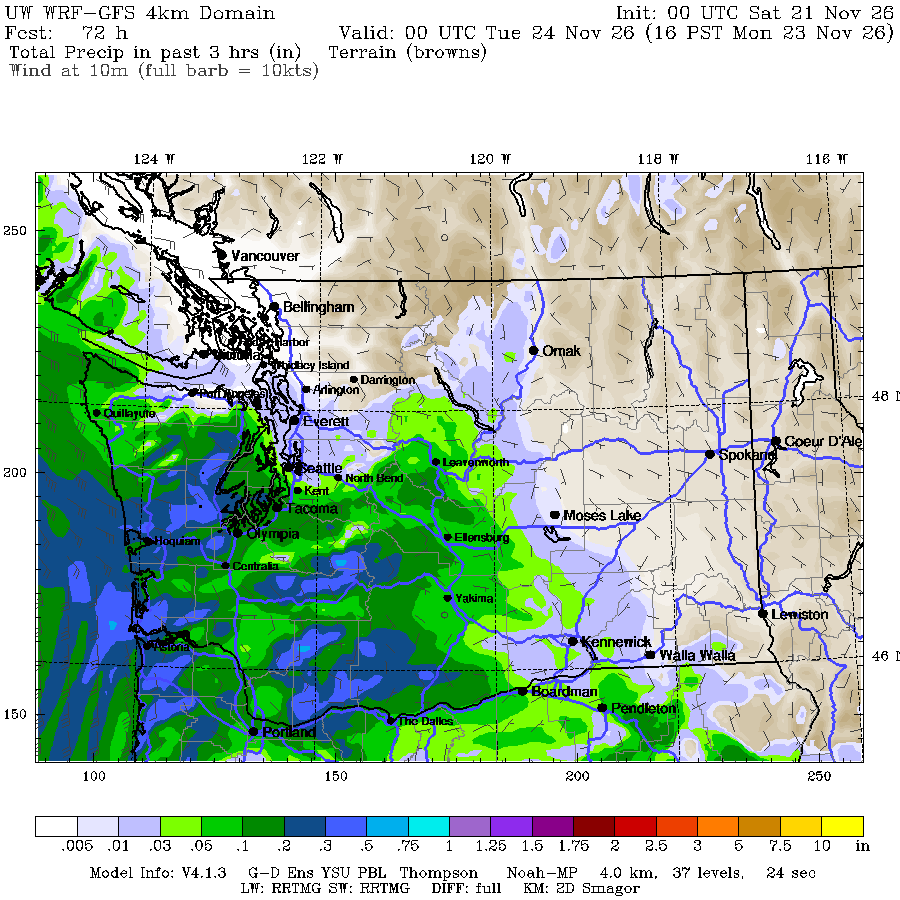 UW WRF-GFS 4km Domain Init: 00 UTC Sat 21 Nov 26
Fcst: 72 h Valid: 00 UTC Tue 24 Nov 26 (16 PST Mon 23 Nov 26)
Total Precip in past 3 hrs (in) Terrain (browns)
Wind at 10m (full barb = 10kts)
124 W 122 W 120 W 118 W 116 W
250
Vancouver
Bellingham
Harbor
Omak
Whidbey Island
Darrington
Arlington
Port Angeles
48 N
Quillayute
Everett
Coeur D'Ale
Spokane
200
Seattle
Leavenworth
North Bend
Kent
Tacoma
Moses Lake
Olympia
Hoquiam
Ellensburg
Centralia
Yakima
Lewiston
Kennewick
Astoria
Walla Walla
46 N
Boardman
Pendleton
150
The Dalles
Portland
100 150 200 250
.005 .01 .03 .05 .1 .2 .3 .5 .75 1 1.25 1.5 1.75 2 2.5 3 5 7.5 10 in
Model Info: V4.1.3 G-D Ens YSU PBL Thompson Noah-MP 4.0 km, 37 levels, 24 sec
LW: RRTMG SW: RRTMG DIFF: full KM: 2D Smagor